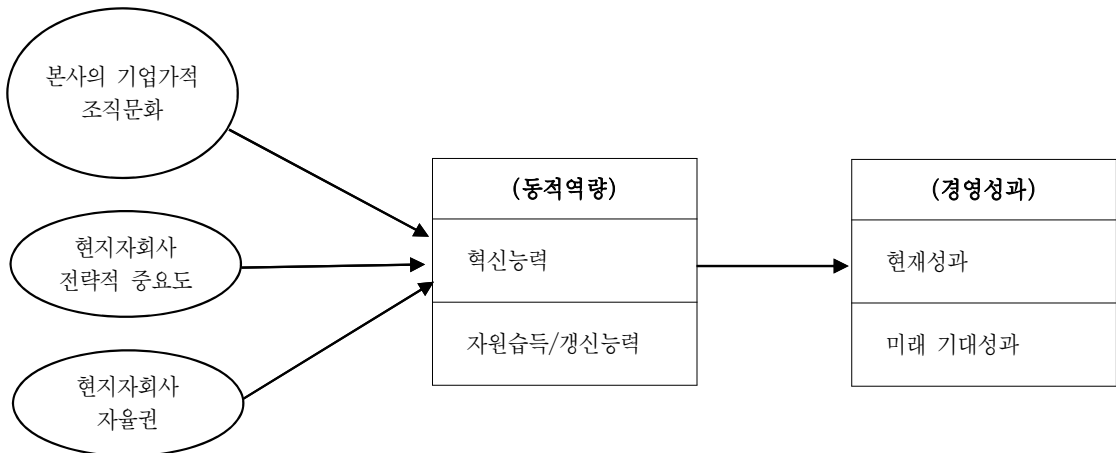 본사의 기업가적
조직문화
현지자회사
전략적 중요도
현지자회사
자율권
(동적역량)
혁신능력
자원습득/갱신능력
(경영성과)
현재성과
미래 기대성과